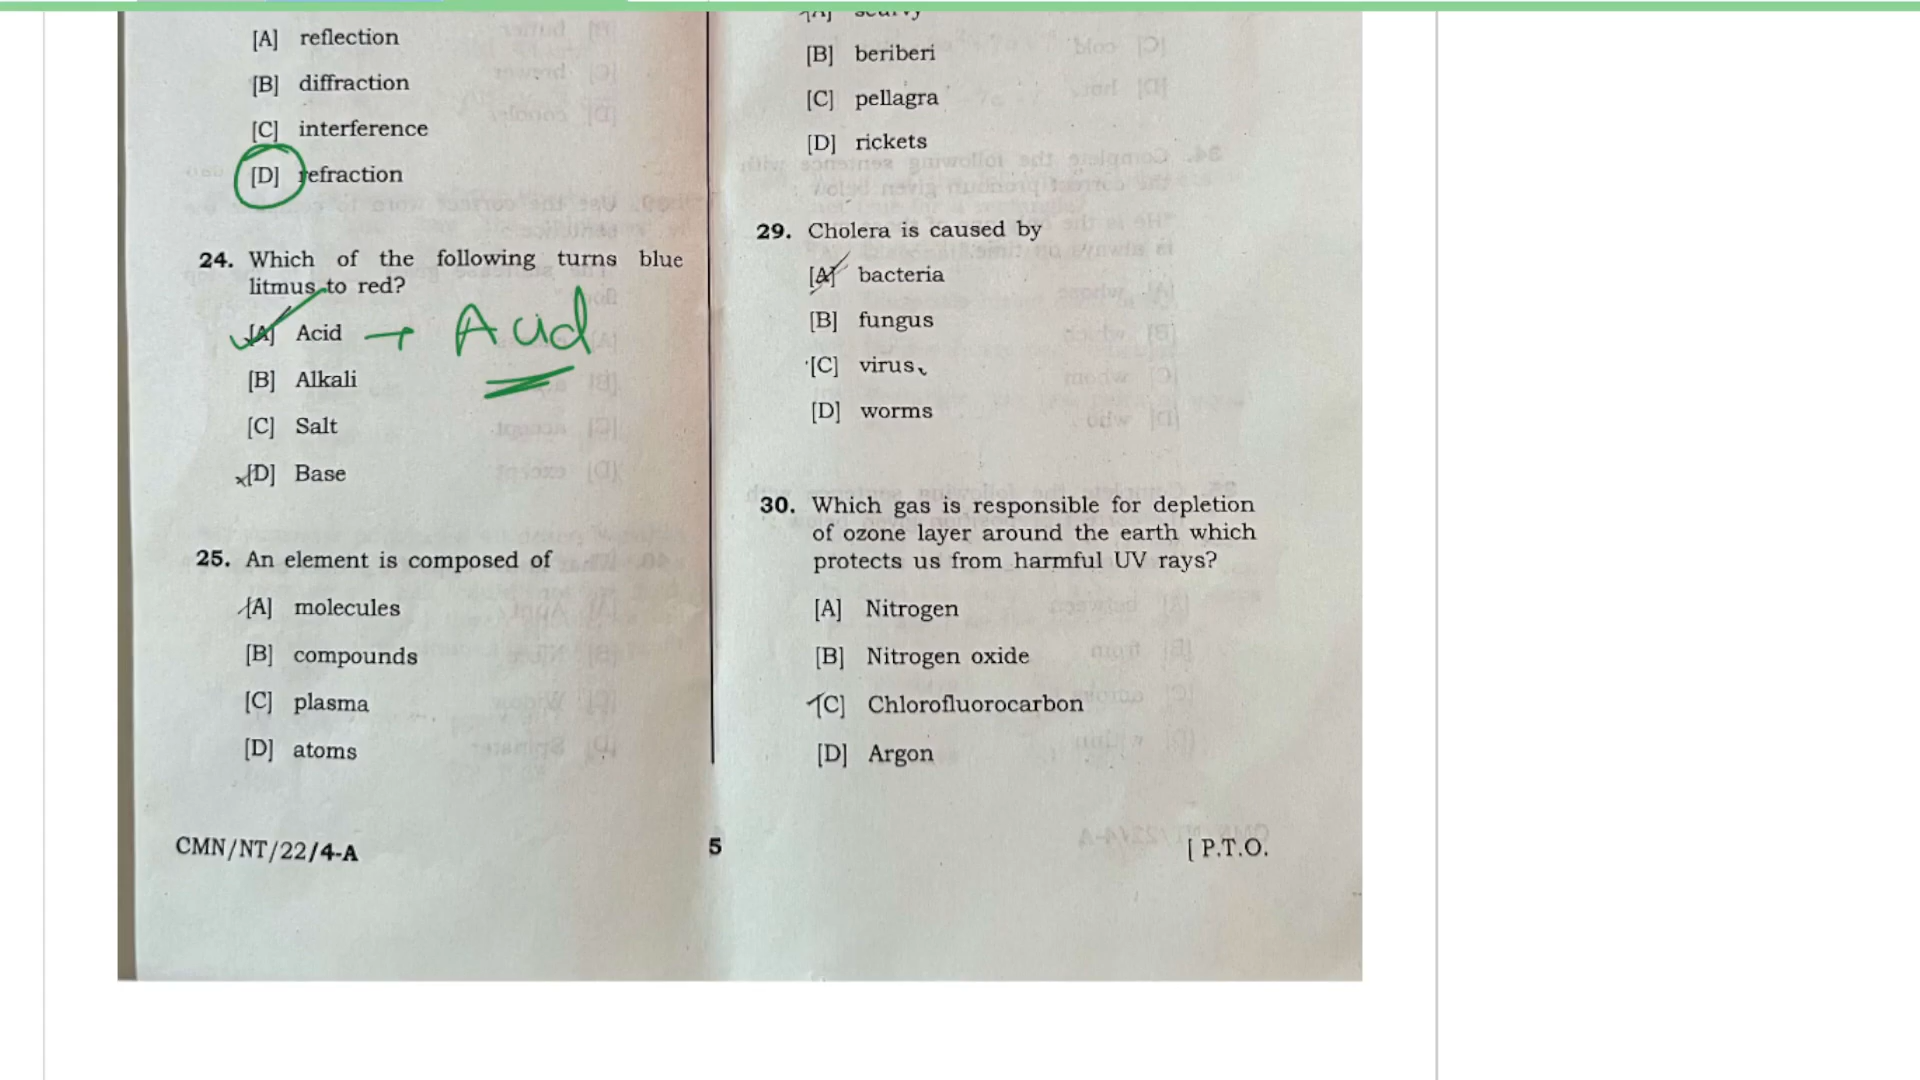 [A] reflection
[B] diffraction
[C] interference
[D] refraction
24. Which of the following turns blue
litmus to red?
[A] Acid → Acid
[B] Alkali
[C] Salt
[D] Base
25. An element is composed of
[A] molecules
[B] compounds
[C] plasma
[D] atoms
[A] scurvy
[B] beriberi
[C] pellagra
[D] rickets
29. Cholera is caused by
[A] bacteria
[B] fungus
[C] virus
[D] worms
30. Which gas is responsible for depletion
of ozone layer around the earth which
protects us from harmful UV rays?
[A] Nitrogen
[B] Nitrogen oxide
[C] Chlorofluorocarbon
[D] Argon
CMN/NT/22/4-A 5 [ P.T.O.